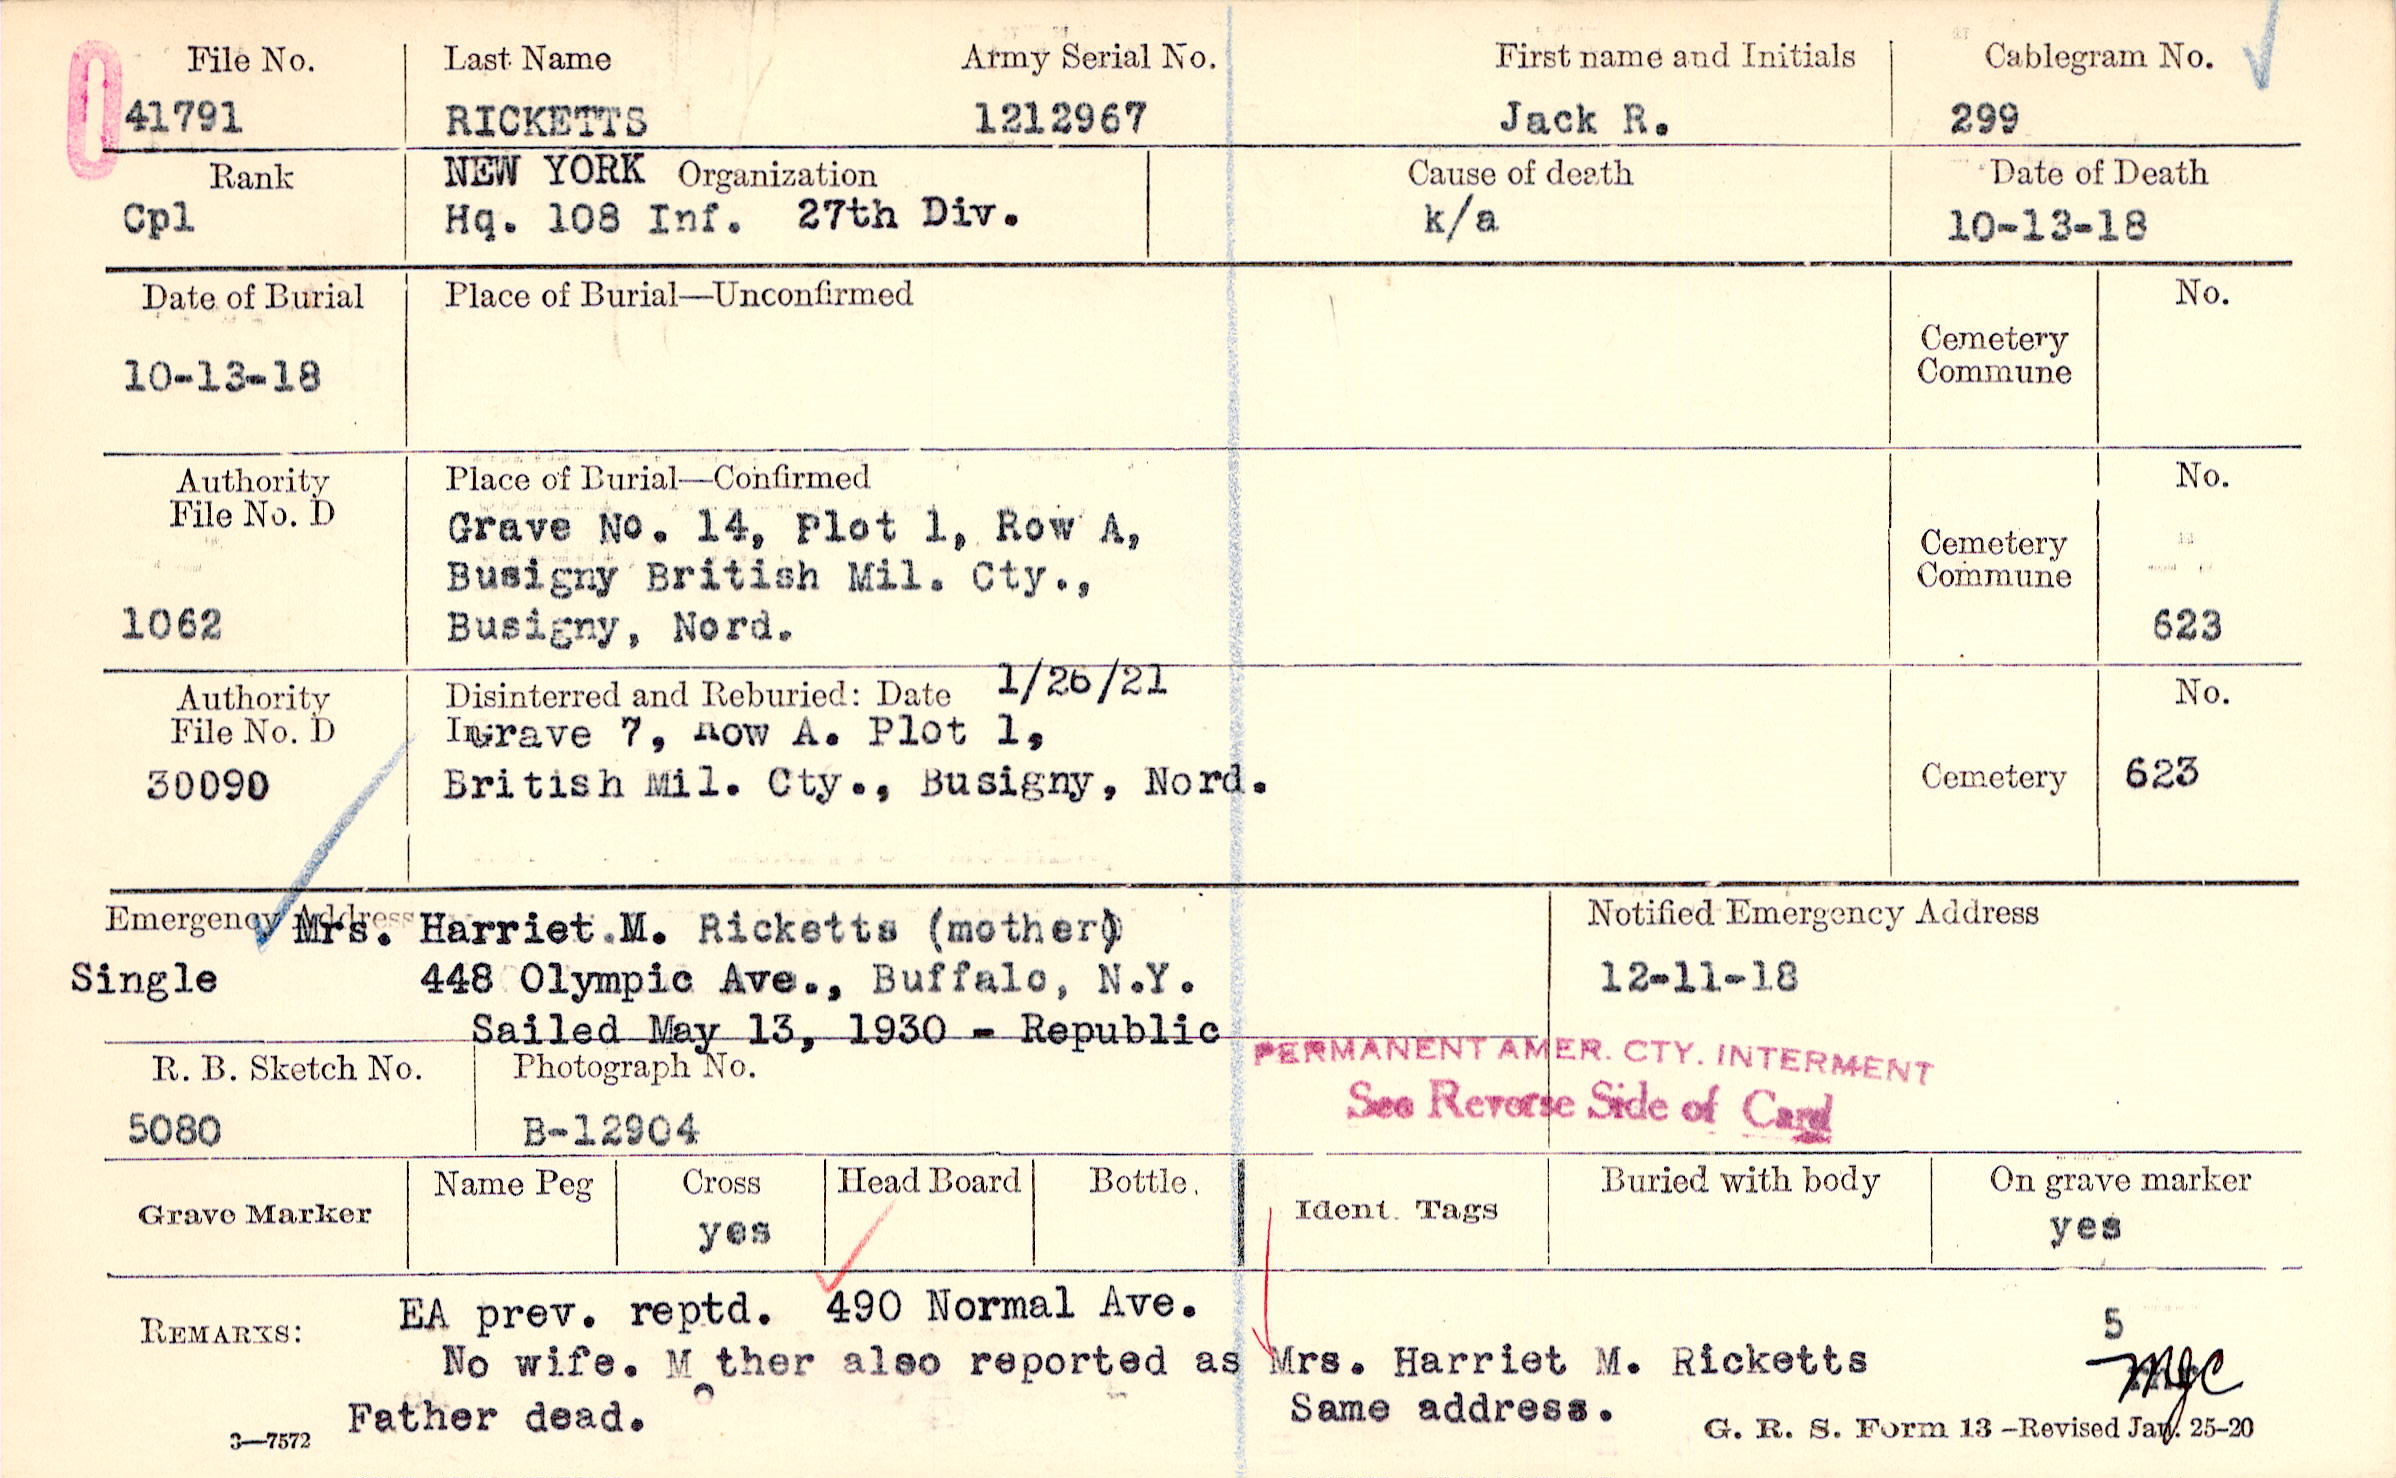 File No. Last Name Army Serial No. First name and Initials Cablegram No.
41791 RICKETTS 1212967 Jack R. 299
Rank NEW YORK Organization Cause of death Date of Death
Cpl Hq. 108 Inf. 27th Div. k/a 10-13-18
Date of Burial Place of Burial—Unconfirmed No.
Cemetery
Commune
10-13-18
Authority Place of Burial—Confirmed No.
File No. D
Grave No. 14, Plot 1, Row A,
Cemetery
Busigny British Mil. Cty., Commune
1062 Busigny, Nord. 623
Authority Disinterred and Reburied: Date 1/26/21 No.
File No. D In Grave 7, Row A. Plot 1,
30090 British Mil. Cty., Busigny, Nord. Cemetery 623
Emergency Address Mrs. Harriet.M. Ricketts (mother) Notified Emergency Address
Single 448 Olympic Ave., Buffalo, N.Y. 12-11-18
Sailed May 13, 1930 - Republic
R. B. Sketch No. Photograph No. PERMANENT AMER. CTY. INTERMENT
See Reverse Side of Card
5080 B-12904
Grave Marker Name Peg Cross Head Board Bottle. Ident. Tags Buried with body On grave marker
yes yes
REMARKS: EA prev. reptd. 490 Normal Ave. 5
No wife. Mother also reported as Mrs. Harriet M. Ricketts MJC
Father dead. Same address.
3—7572 G. R. S. Form 13 –Revised Jan. 25–20